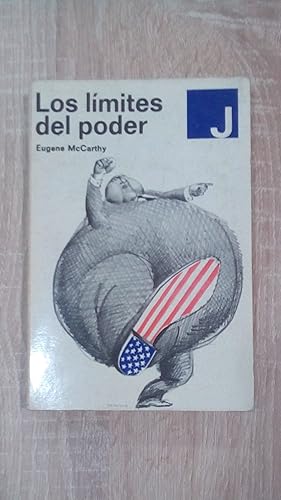 Los límites
del poder
Eugene McCarthy
J